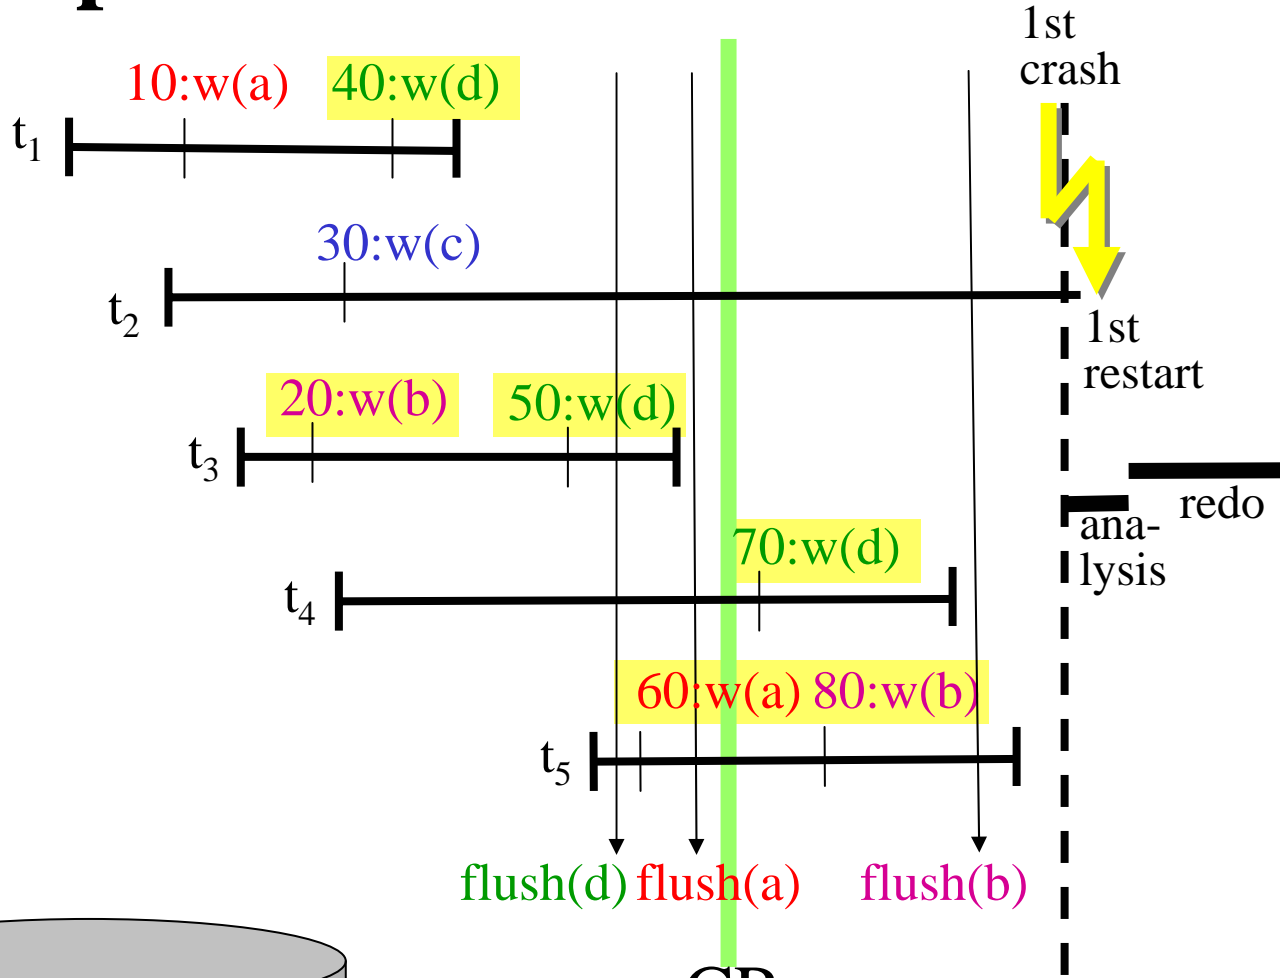 1st
crash
10:w(a) 40:w(d)
t1
30:w(c)
t2
1st
restart
20:w(b) 50:w(d)
t3
redo
ana-
lysis
70:w(d)
t4
60:w(a) 80:w(b)
t5
flush(d) flush(a) flush(b)